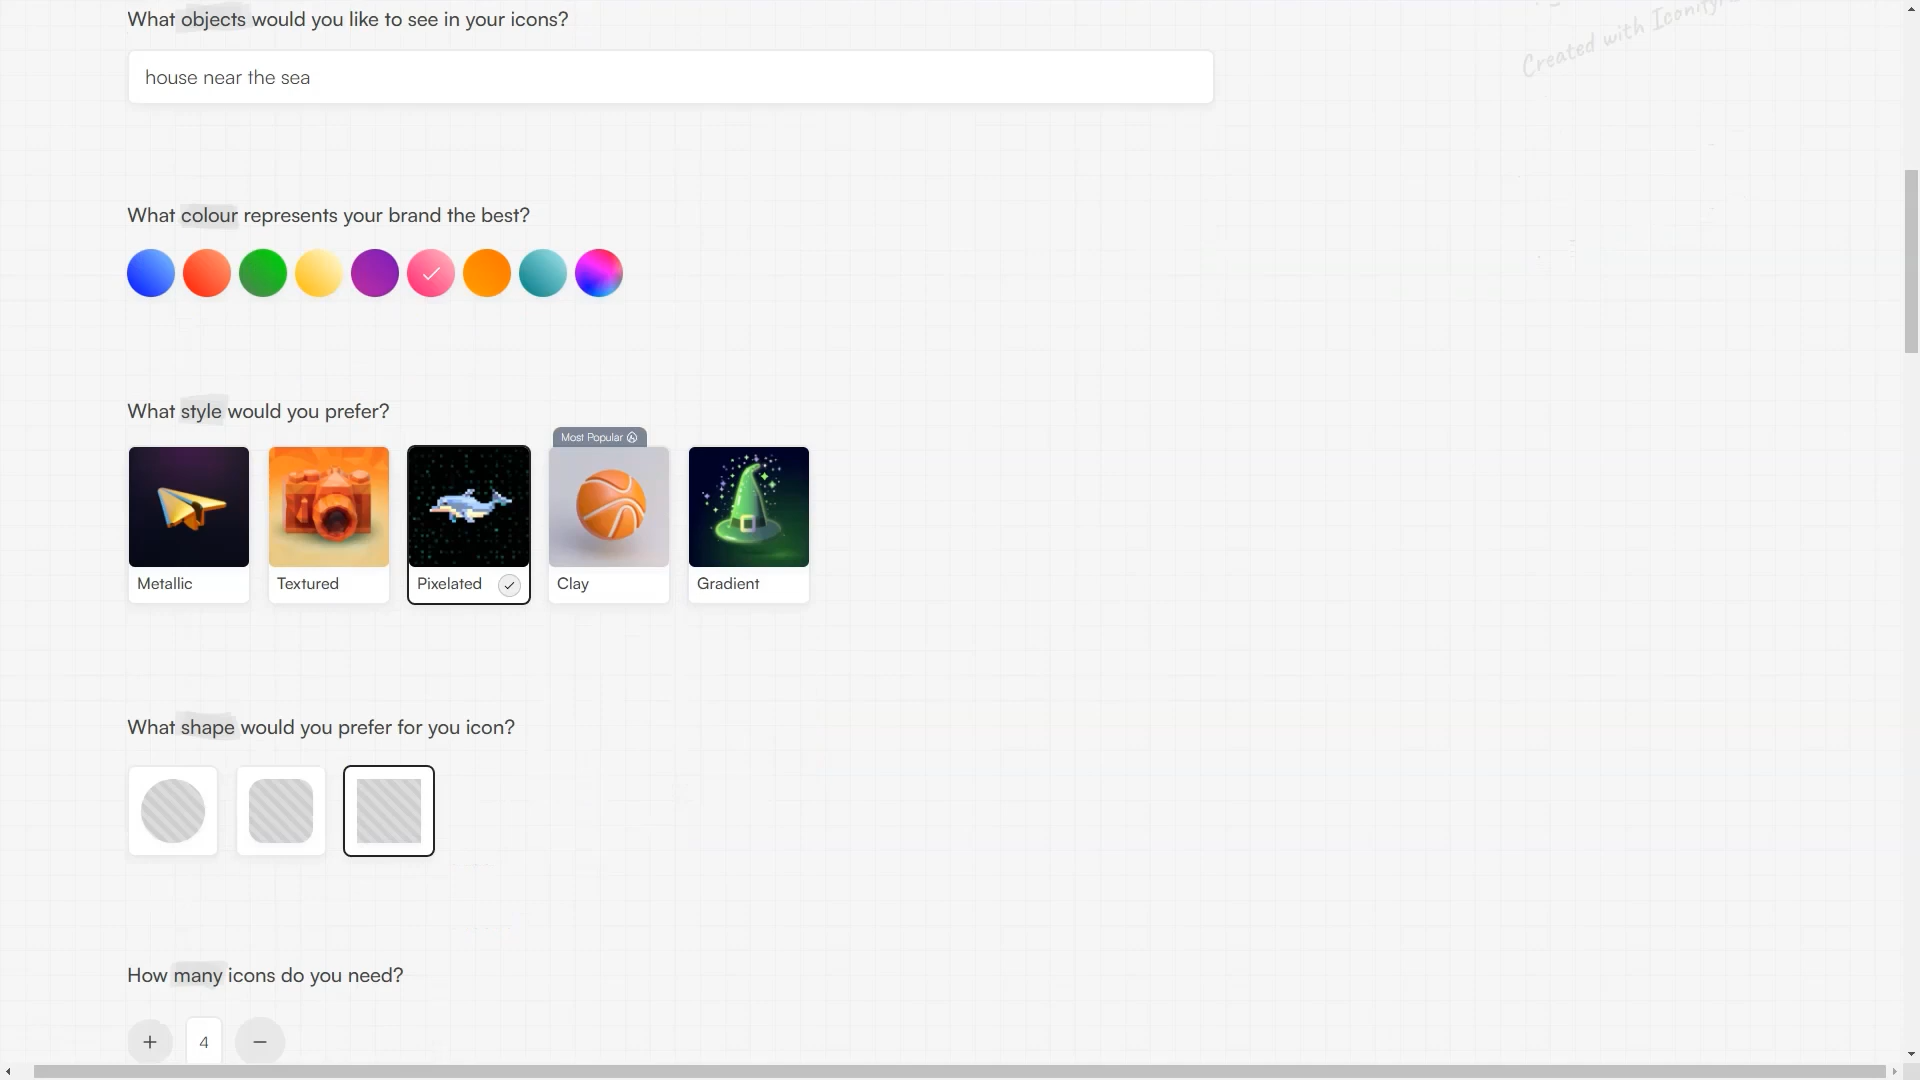 What objects would you like to see in your icons?
Created with
house near the sea
What colour represents your brand the best?
What style would you prefer?
Most Popular
Metallic
Textured
Pixelated
Clay
Gradient
What shape would you prefer for you icon?
How many icons do you need?
+ 4 −